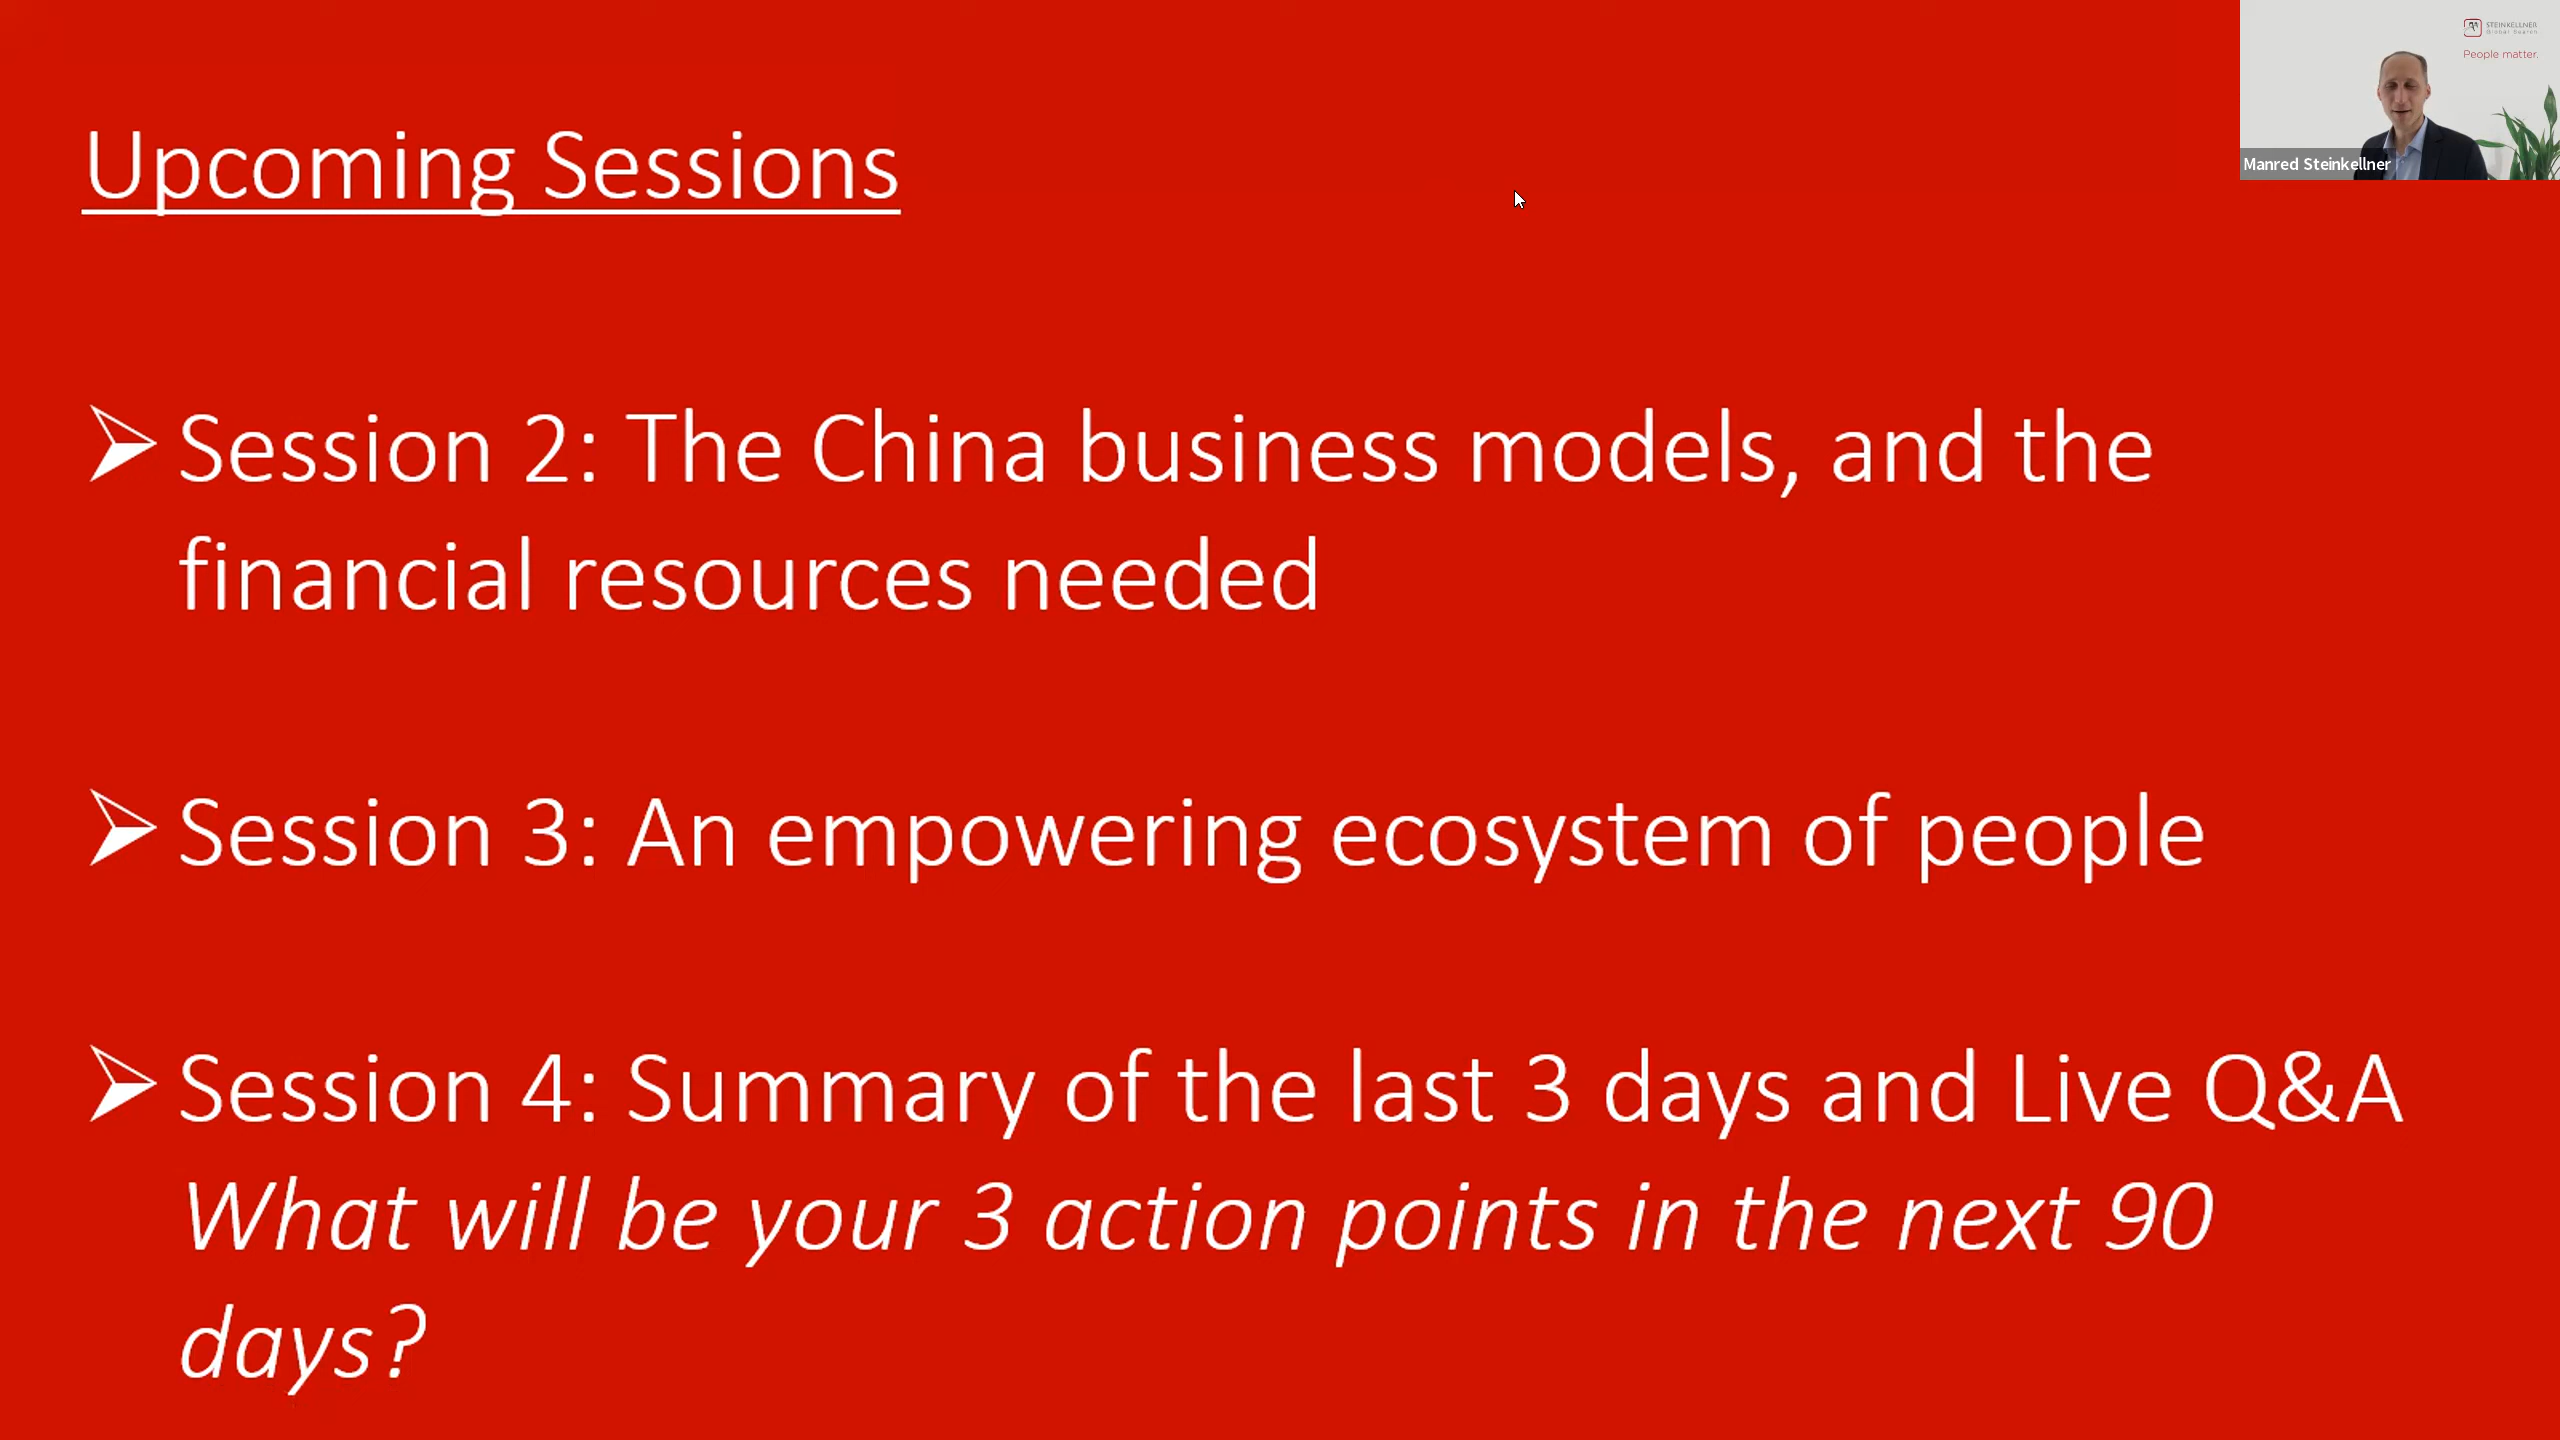 STEINKELLNER
Global Search
People matter.
Manred Steinkellner
Upcoming Sessions
Session 2: The China business models, and the
financial resources needed
Session 3: An empowering ecosystem of people
Session 4: Summary of the last 3 days and Live Q&A
What will be your 3 action points in the next 90
days?